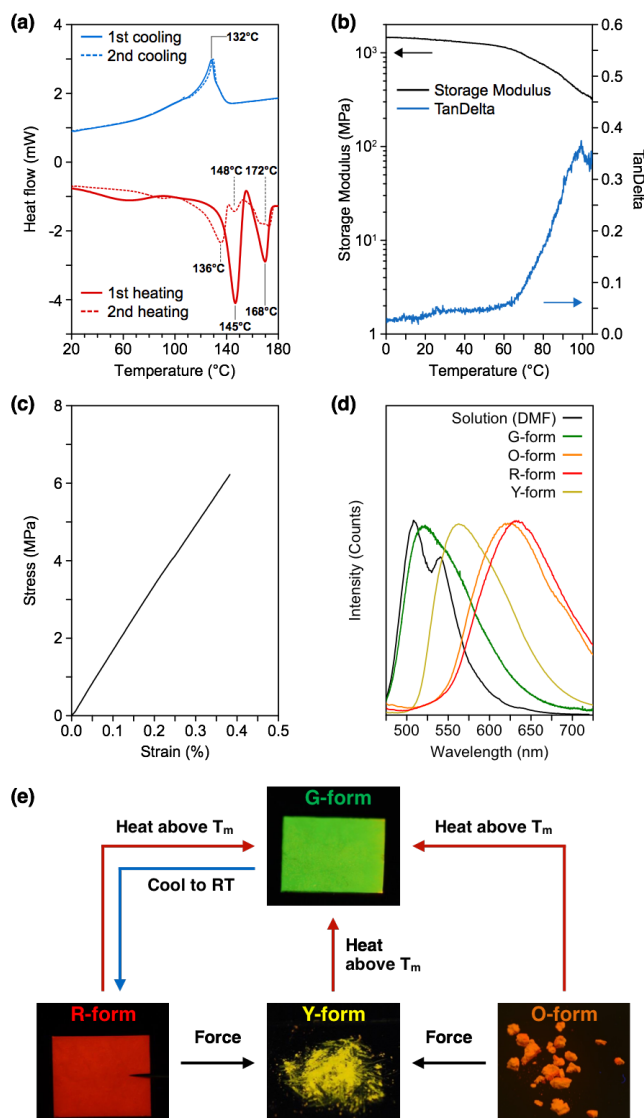 (a)
1st cooling
2nd cooling
132°C
148°C
172°C
136°C
145°C
168°C
1st heating
2nd heating
Heat flow (mW)
4
2
0
-2
-4
20
60
100
140
180
Temperature (°C)
(b)
Storage Modulus
TanDelta
Storage Modulus (MPa)
10³
10²
10¹
1
TanDelta
0.6
0.5
0.4
0.3
0.2
0.1
0.0
0
20
40
60
80
100
Temperature (°C)
(c)
Stress (MPa)
8
6
4
2
0
0.0
0.1
0.2
0.3
0.4
0.5
Strain (%)
(d)
Solution (DMF)
G-form
O-form
R-form
Y-form
Intensity (Counts)
500
550
600
650
700
Wavelength (nm)
(e)
G-form
Heat above Tm
Heat above Tm
Cool to RT
Heat
above Tm
R-form
Force
Y-form
Force
O-form